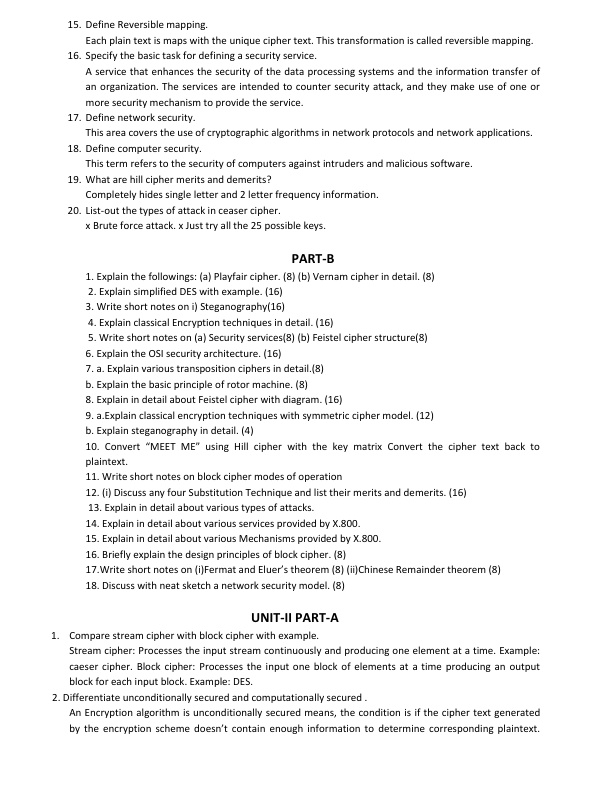 15. Define Reversible mapping.
Each plain text is maps with the unique cipher text. This transformation is called reversible mapping.
16. Specify the basic task for defining a security service.
A service that enhances the security of the data processing systems and the information transfer of
an organization. The services are intended to counter security attack, and they make use of one or
more security mechanism to provide the service.
17. Define network security.
This area covers the use of cryptographic algorithms in network protocols and network applications.
18. Define computer security.
This term refers to the security of computers against intruders and malicious software.
19. What are hill cipher merits and demerits?
Completely hides single letter and 2 letter frequency information.
20. List-out the types of attack in ceaser cipher.
x Brute force attack. x Just try all the 25 possible keys.
PART-B
1. Explain the followings: (a) Playfair cipher. (8) (b) Vernam cipher in detail. (8)
2. Explain simplified DES with example. (16)
3. Write short notes on i) Steganography(16)
4. Explain classical Encryption techniques in detail. (16)
5. Write short notes on (a) Security services(8) (b) Feistel cipher structure(8)
6. Explain the OSI security architecture. (16)
7. a. Explain various transposition ciphers in detail.(8)
b. Explain the basic principle of rotor machine. (8)
8. Explain in detail about Feistel cipher with diagram. (16)
9. a.Explain classical encryption techniques with symmetric cipher model. (12)
b. Explain steganography in detail. (4)
10. Convert “MEET ME” using Hill cipher with the key matrix Convert the cipher text back to
plaintext.
11. Write short notes on block cipher modes of operation
12. (i) Discuss any four Substitution Technique and list their merits and demerits. (16)
13. Explain in detail about various types of attacks.
14. Explain in detail about various services provided by X.800.
15. Explain in detail about various Mechanisms provided by X.800.
16. Briefly explain the design principles of block cipher. (8)
17.Write short notes on (i)Fermat and Eluer’s theorem (8) (ii)Chinese Remainder theorem (8)
18. Discuss with neat sketch a network security model. (8)
UNIT-II PART-A
1. Compare stream cipher with block cipher with example.
Stream cipher: Processes the input stream continuously and producing one element at a time. Example:
caeser cipher. Block cipher: Processes the input one block of elements at a time producing an output
block for each input block. Example: DES.
2. Differentiate unconditionally secured and computationally secured .
An Encryption algorithm is unconditionally secured means, the condition is if the cipher text generated
by the encryption scheme doesn’t contain enough information to determine corresponding plaintext.